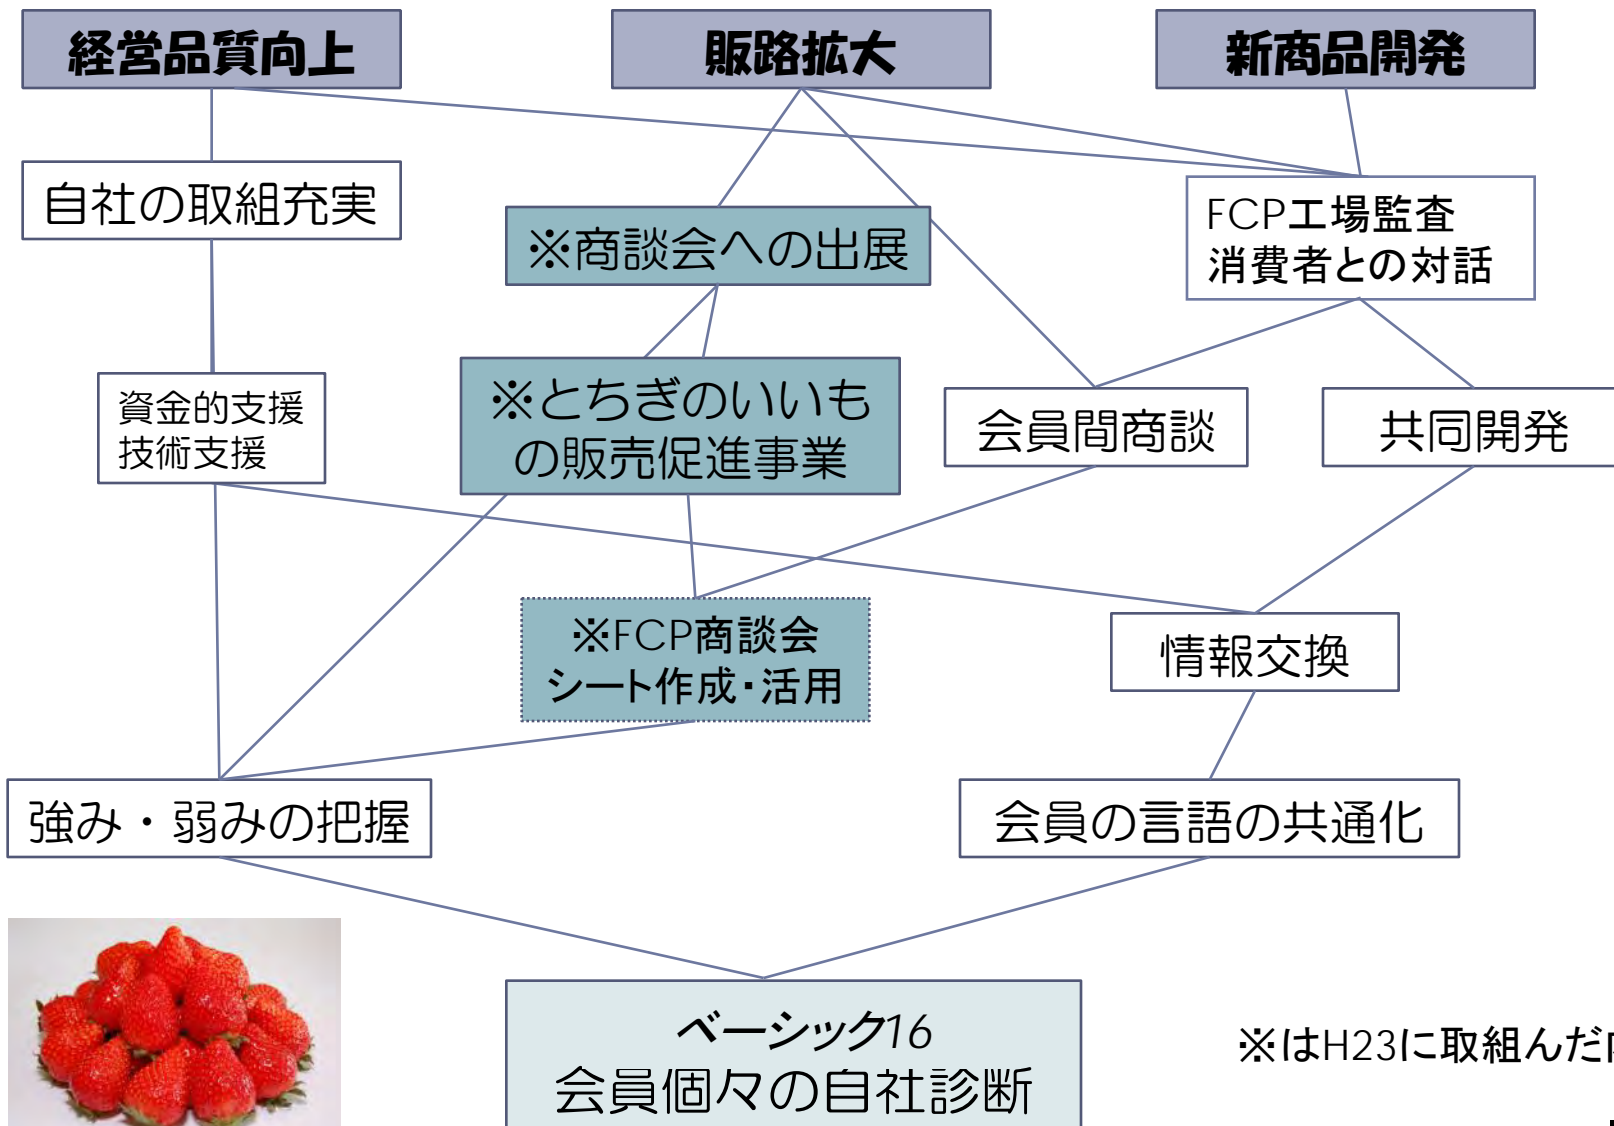 経営品質向上
販路拡大
新商品開発
自社の取組充実
※商談会への出展
FCP工場監査
消費者との対話
資金的支援
技術支援
※とちぎのいいも
の販売促進事業
会員間商談
共同開発
※FCP商談会
シート作成・活用
情報交換
強み・弱みの把握
会員の言語の共通化
ベーシック16
会員個々の自社診断
※はH23に取組んだ